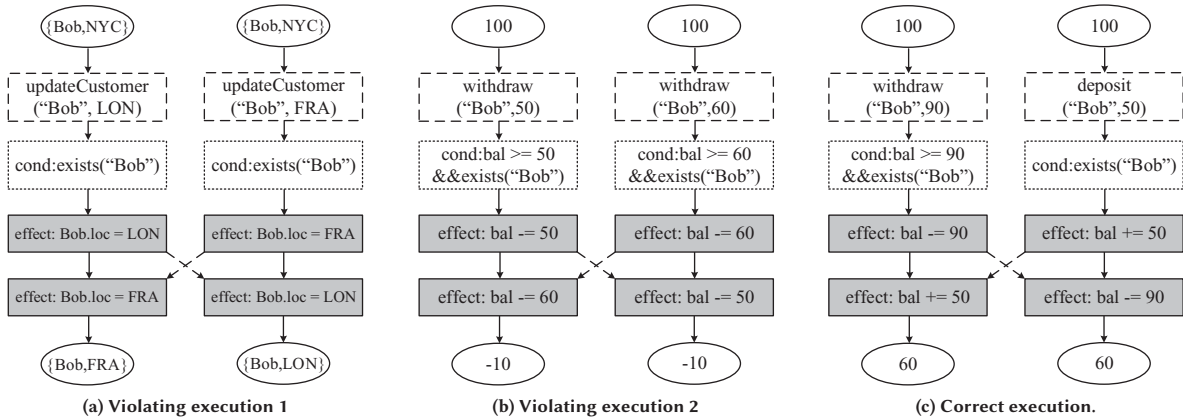 {Bob,NYC}
{Bob,NYC}
updateCustomer
(“Bob”, LON)
updateCustomer
(“Bob”, FRA)
cond:exists(“Bob”)
cond:exists(“Bob”)
effect: Bob.loc = LON
effect: Bob.loc = FRA
effect: Bob.loc = FRA
effect: Bob.loc = LON
{Bob,FRA}
{Bob,LON}
(a) Violating execution 1
100
100
withdraw
(“Bob”,50)
withdraw
(“Bob”,60)
cond:bal >= 50
&&exists(“Bob”)
cond:bal >= 60
&&exists(“Bob”)
effect: bal -= 50
effect: bal -= 60
effect: bal -= 60
effect: bal -= 50
-10
-10
(b) Violating execution 2
100
100
withdraw
(“Bob”,90)
deposit
(“Bob”,50)
cond:bal >= 90
&&exists(“Bob”)
cond:exists(“Bob”)
effect: bal -= 90
effect: bal += 50
effect: bal += 50
effect: bal -= 90
60
60
(c) Correct execution.